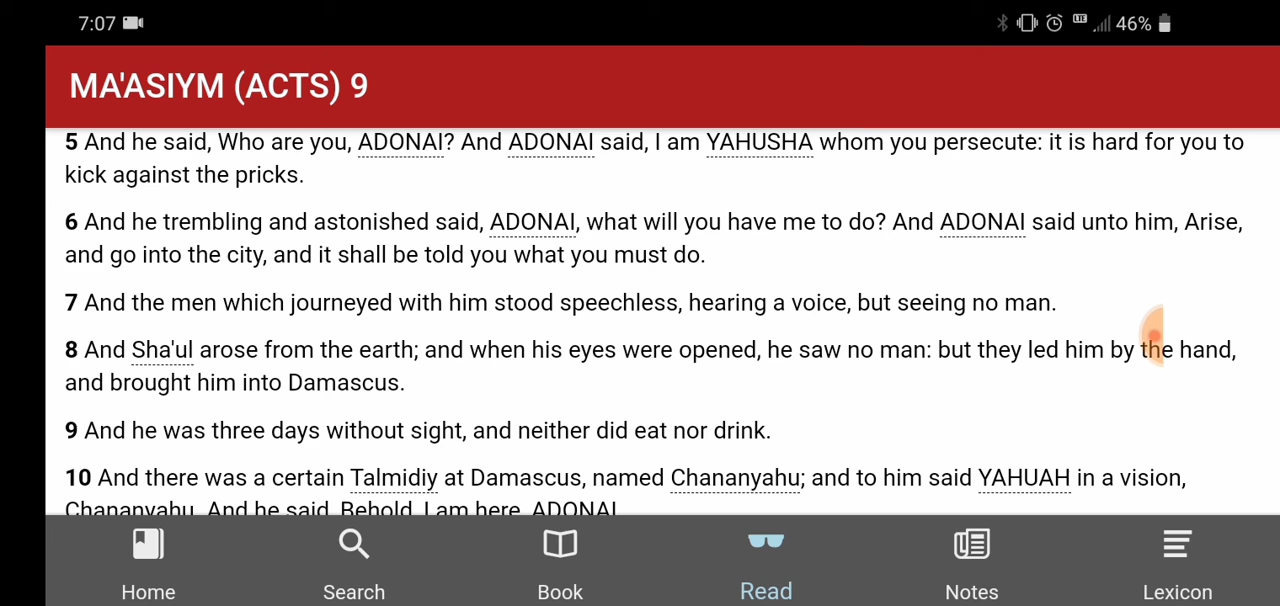 7:07
46%
MA'ASIYM (ACTS) 9
5 And he said, Who are you, ADONAI? And ADONAI said, I am YAHUSHA whom you persecute: it is hard for you to
kick against the pricks.
6 And he trembling and astonished said, ADONAI, what will you have me to do? And ADONAI said unto him, Arise,
and go into the city, and it shall be told you what you must do.
7 And the men which journeyed with him stood speechless, hearing a voice, but seeing no man.
8 And Sha'ul arose from the earth; and when his eyes were opened, he saw no man: but they led him by the hand,
and brought him into Damascus.
9 And he was three days without sight, and neither did eat nor drink.
10 And there was a certain Talmidiy at Damascus, named Chananyahu; and to him said YAHUAH in a vision,
Chananyahu. And he said, Behold, I am here, ADONAI.
Home
Search
Book
Read
Notes
Lexicon